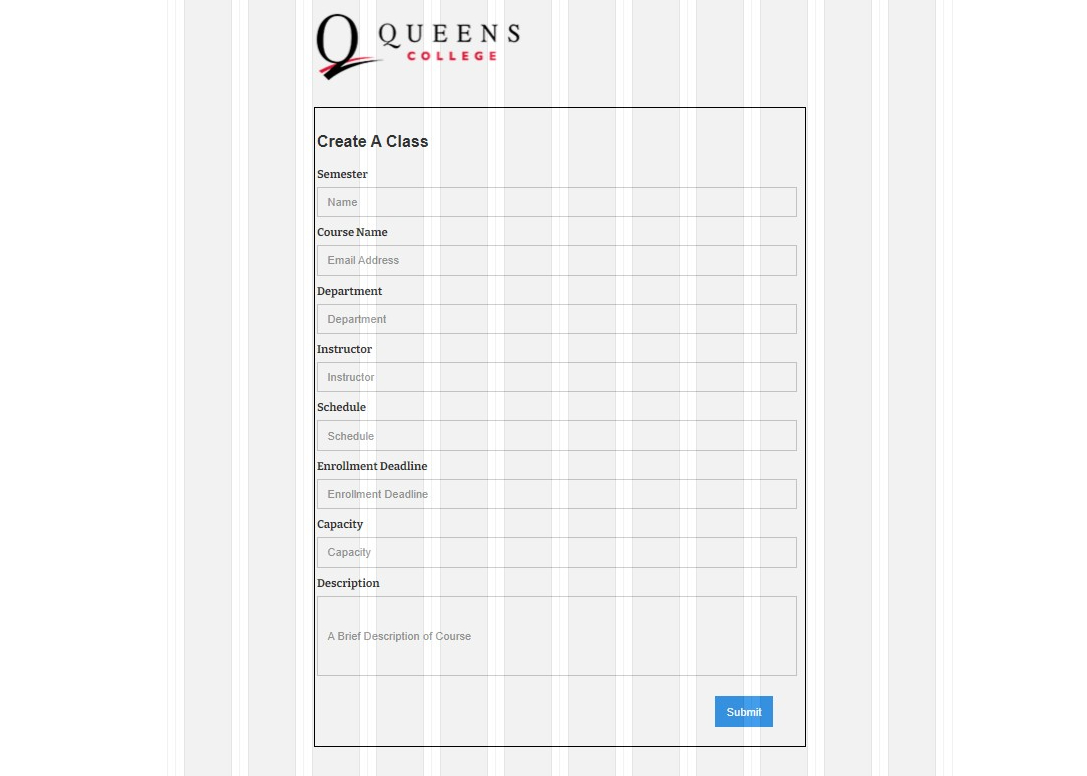 QUEENS
COLLEGE
Create A Class
Semester
Name
Course Name
Email Address
Department
Department
Instructor
Instructor
Schedule
Schedule
Enrollment Deadline
Enrollment Deadline
Capacity
Capacity
Description
A Brief Description of Course
Submit